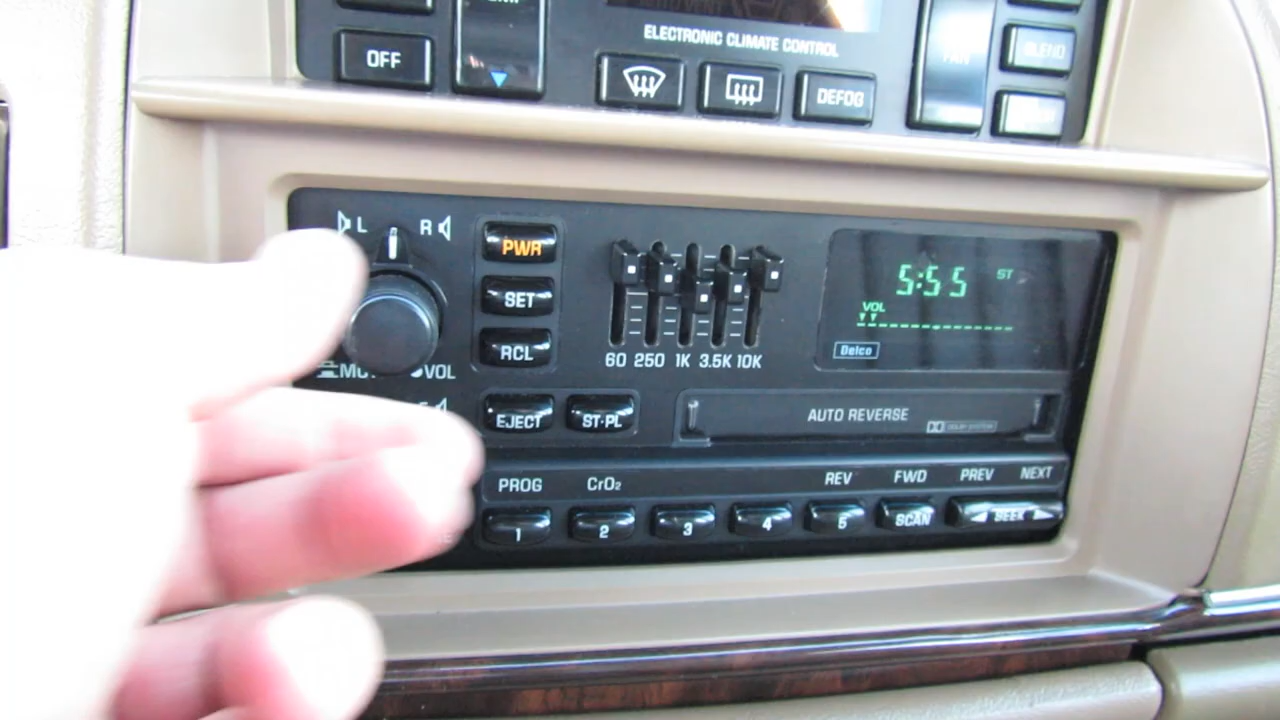 ELECTRONIC CLIMATE CONTROL
OFF
DEFOG
FAN
BLEND
L R
PWR
SET
RCL
VOL
60 250 1K 3.5K 10K
5:55 ST
VOL
Delco
EJECT ST·PL
AUTO REVERSE
DOLBY SYSTEM
PROG CrO₂ REV FWD PREV NEXT
1 2 3 4 5 SCAN SEEK